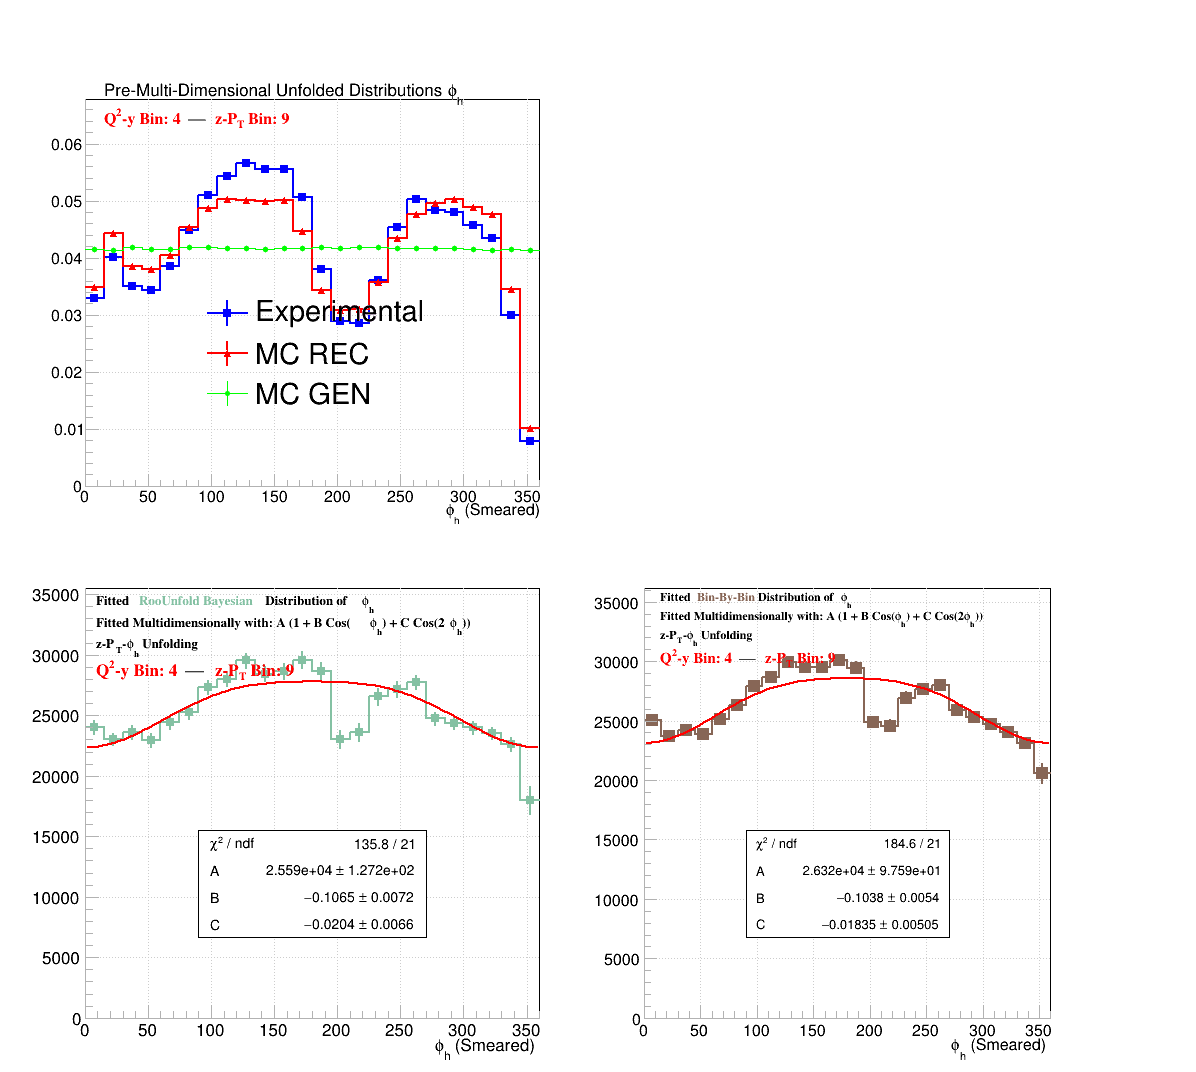 Pre-Multi-Dimensional Unfolded Distributions ϕh
Q2-y Bin: 4 — z-PT Bin: 9
0.06
0.05
0.04
0.03
0.02
0.01
0
Experimental
MC REC
MC GEN
0 50 100 150 200 250 300 350
ϕh (Smeared)
Fitted RooUnfold Bayesian Distribution of ϕh
Fitted Multidimensionally with: A (1 + B Cos( ϕh) + C Cos(2 ϕh))
z-PT-ϕh Unfolding
Q2-y Bin: 4 — z-PT Bin: 9
35000
30000
25000
20000
15000
10000
5000
0
χ2 / ndf 135.8 / 21
A 2.559e+04 ± 1.272e+02
B −0.1065 ± 0.0072
C −0.0204 ± 0.0066
0 50 100 150 200 250 300 350
ϕh (Smeared)
Fitted Bin-By-Bin Distribution of ϕh
Fitted Multidimensionally with: A (1 + B Cos(ϕh) + C Cos(2ϕh))
z-PT-ϕh Unfolding
Q2-y Bin: 4 — z-PT Bin: 9
35000
30000
25000
20000
15000
10000
5000
0
χ2 / ndf 184.6 / 21
A 2.632e+04 ± 9.759e+01
B −0.1038 ± 0.0054
C −0.01835 ± 0.00505
0 50 100 150 200 250 300 350
ϕh (Smeared)